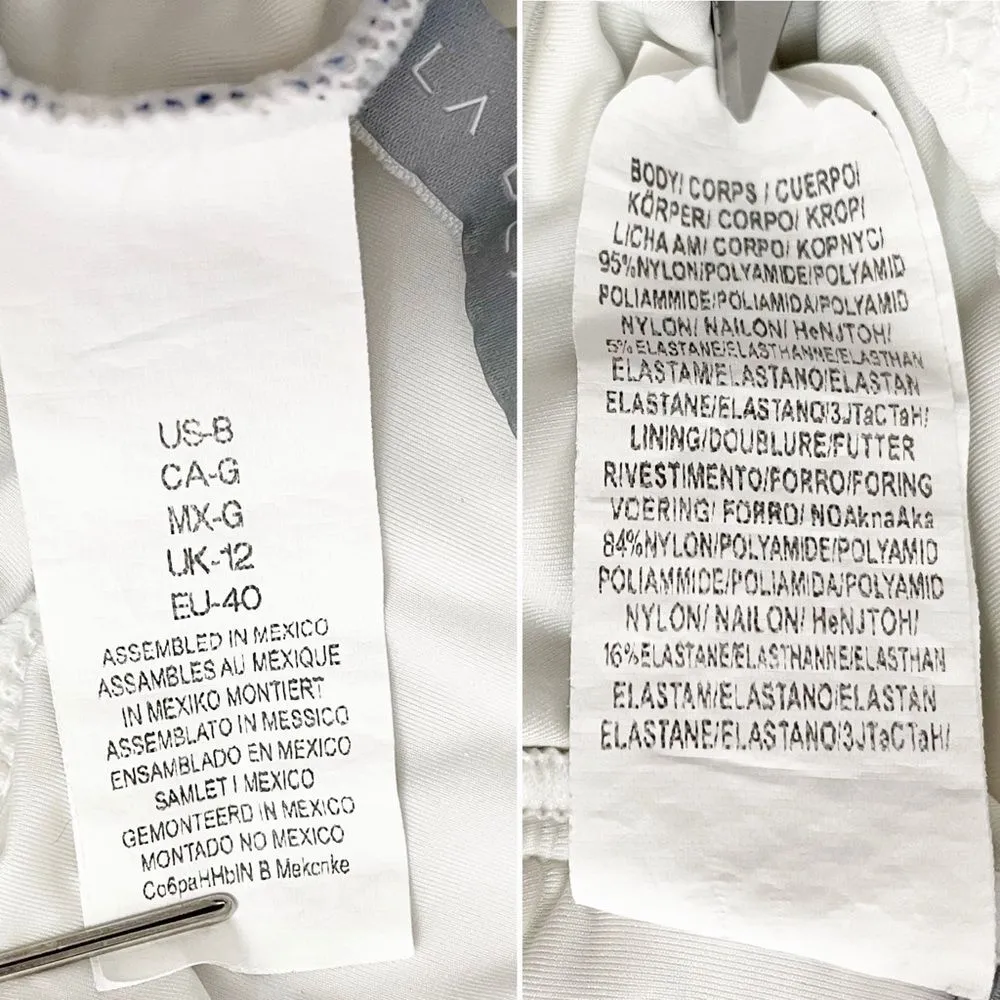 LA
US-8
CA-G
MX-G
UK-12
EU-40
ASSEMBLED IN MEXICO
ASSEMBLES AU MEXIQUE
IN MEXIKO MONTIERT
ASSEMBLATO IN MESSICO
ENSAMBLADO EN MEXICO
SAMLET I MEXICO
GEMONTEERD IN MEXICO
MONTADO NO MEXICO
Co6paHHbIN B Mekcnke
BODY/ CORPS / CUERPO/
KÖRPER/ CORPO/ KROP/
LICHAAM/ CORPO/ KOPNYC/
95%NYLON/POLYAMIDE/POLYAMID
POLIAMMIDE/POLIAMIDA/POLYAMID
NYLON/ NAILON/ HeNJTOH/
5% ELASTANE/ELASTHANNE/ELASTHAN
ELASTAM/ELASTANO/ELASTAN
ELASTANE/ELASTANO/3JTaCTaH/
LINING/DOUBLURE/FUTTER
RIVESTIMENTO/FORRO/FORING
VOERING/ FORRO/ NOAknaAka
84%NYLON/POLYAMIDE/POLYAMID
POLIAMMIDE/POLIAMIDA/POLYAMID
NYLON/ NAILON/ HeNJTOH/
16%ELASTANE/ELASTHANNE/ELASTHAN
ELASTAM/ELASTANO/ELASTAN
ELASTANE/ELASTANO/3JTaCTaH/